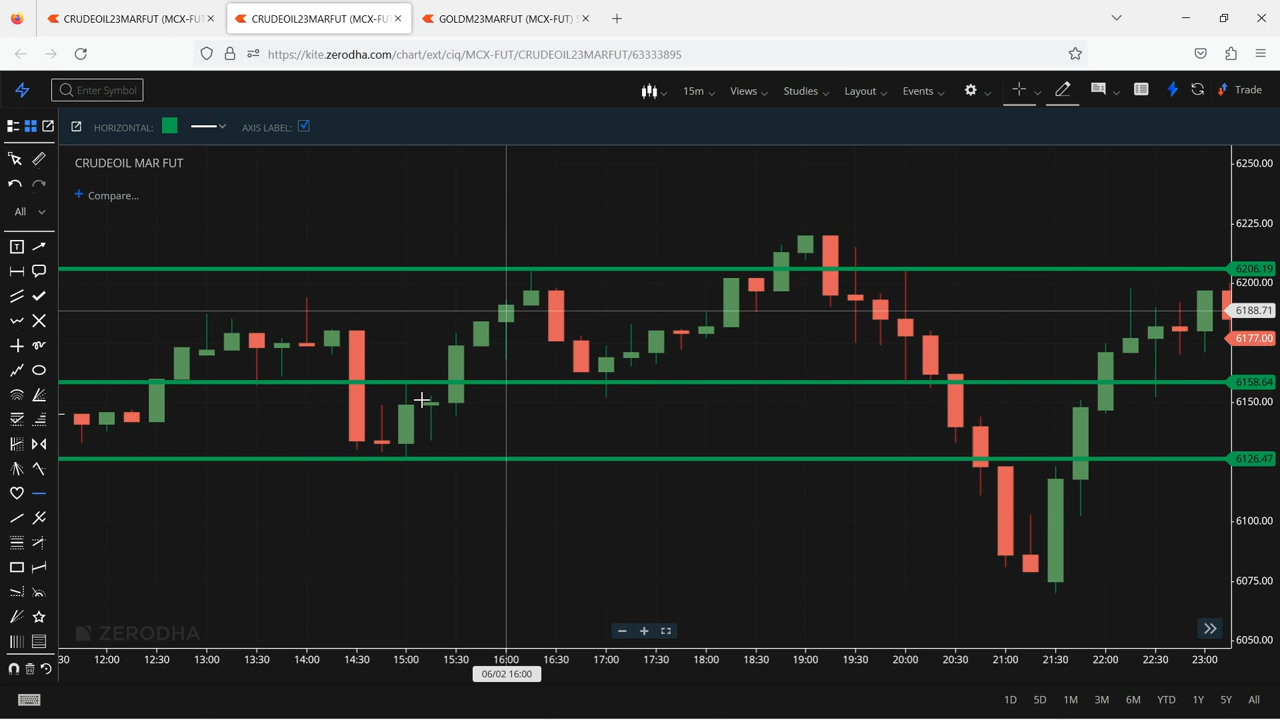 CRUDEOIL23MARFUT (MCX-FUT
CRUDEOIL23MARFUT (MCX-FUT
GOLDM23MARFUT (MCX-FUT)
https://kite.zerodha.com/chart/ext/ciq/MCX-FUT/CRUDEOIL23MARFUT/63333895
Enter Symbol
15m
Views
Studies
Layout
Events
Trade
HORIZONTAL:
AXIS LABEL:
CRUDEOIL MAR FUT
+ Compare...
All
T
6250.00
6225.00
6206.19
6200.00
6188.71
6177.00
6158.64
6150.00
6126.47
6100.00
6075.00
6050.00
ZERODHA
:30 12:00 12:30 13:00 13:30 14:00 14:30 15:00 15:30 16:00 16:30 17:00 17:30 18:00 18:30 19:00 19:30 20:00 20:30 21:00 21:30 22:00 22:30 23:00
06/02 16:00
1D 5D 1M 3M 6M YTD 1Y 5Y All